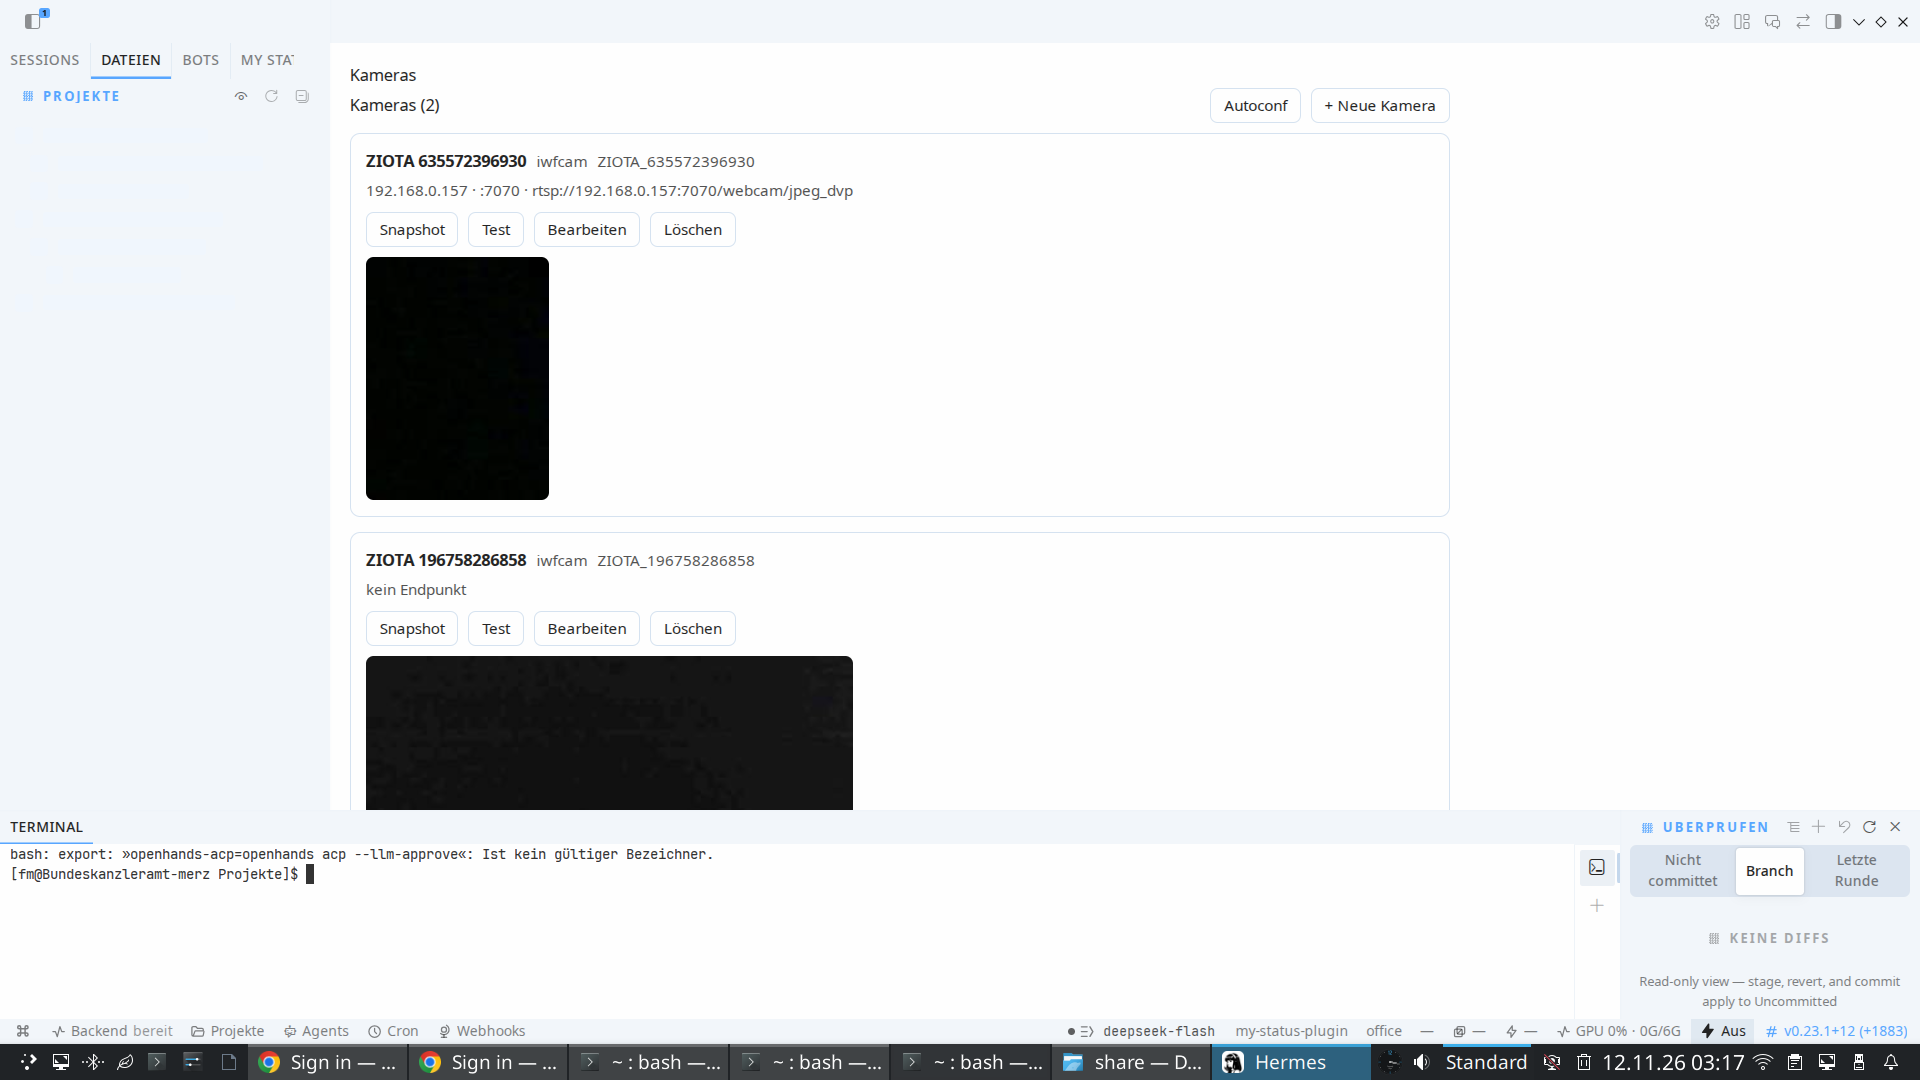 1
SESSIONS DATEIEN BOTS MY STA
PROJEKTE
Kameras
Kameras (2)
Autoconf + Neue Kamera
ZIOTA 635572396930 iwfcam ZIOTA_635572396930
192.168.0.157 · :7070 · rtsp://192.168.0.157:7070/webcam/jpeg_dvp
Snapshot Test Bearbeiten Löschen
ZIOTA 196758286858 iwfcam ZIOTA_196758286858
kein Endpunkt
Snapshot Test Bearbeiten Löschen
TERMINAL
bash: export: »openhands-acp=openhands acp --llm-approve«: Ist kein gültiger Bezeichner.
[fm@Bundeskanzleramt-merz Projekte]$
UBERPRUFEN
Nicht committet Branch Letzte Runde
KEINE DIFFS
Read-only view — stage, revert, and commit
apply to Uncommitted
Backend bereit Projekte Agents Cron Webhooks deepseek-flash my-status-plugin office — — — GPU 0% · 0G/6G Aus # v0.23.1+12 (+1883)
Sign in — ... Sign in — ... ~ : bash —... ~ : bash —... ~ : bash —... share — D... Hermes Standard 12.11.26 03:17